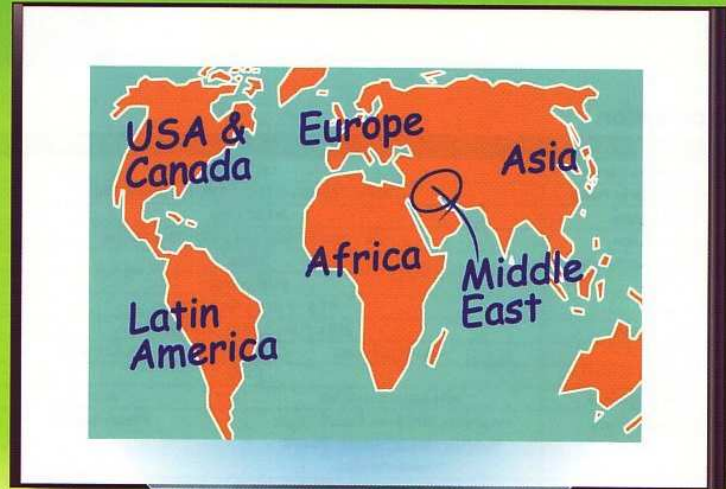 USA &
Canada
Europe
Asia
Africa
Middle
East
Latin
America